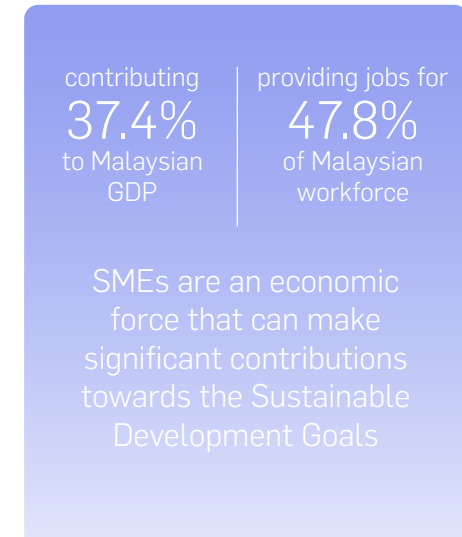 contributing
37.4%
to Malaysian
GDP
providing jobs for
47.8%
of Malaysian
workforce
SMEs are an economic
force that can make
significant contributions
towards the Sustainable
Development Goals